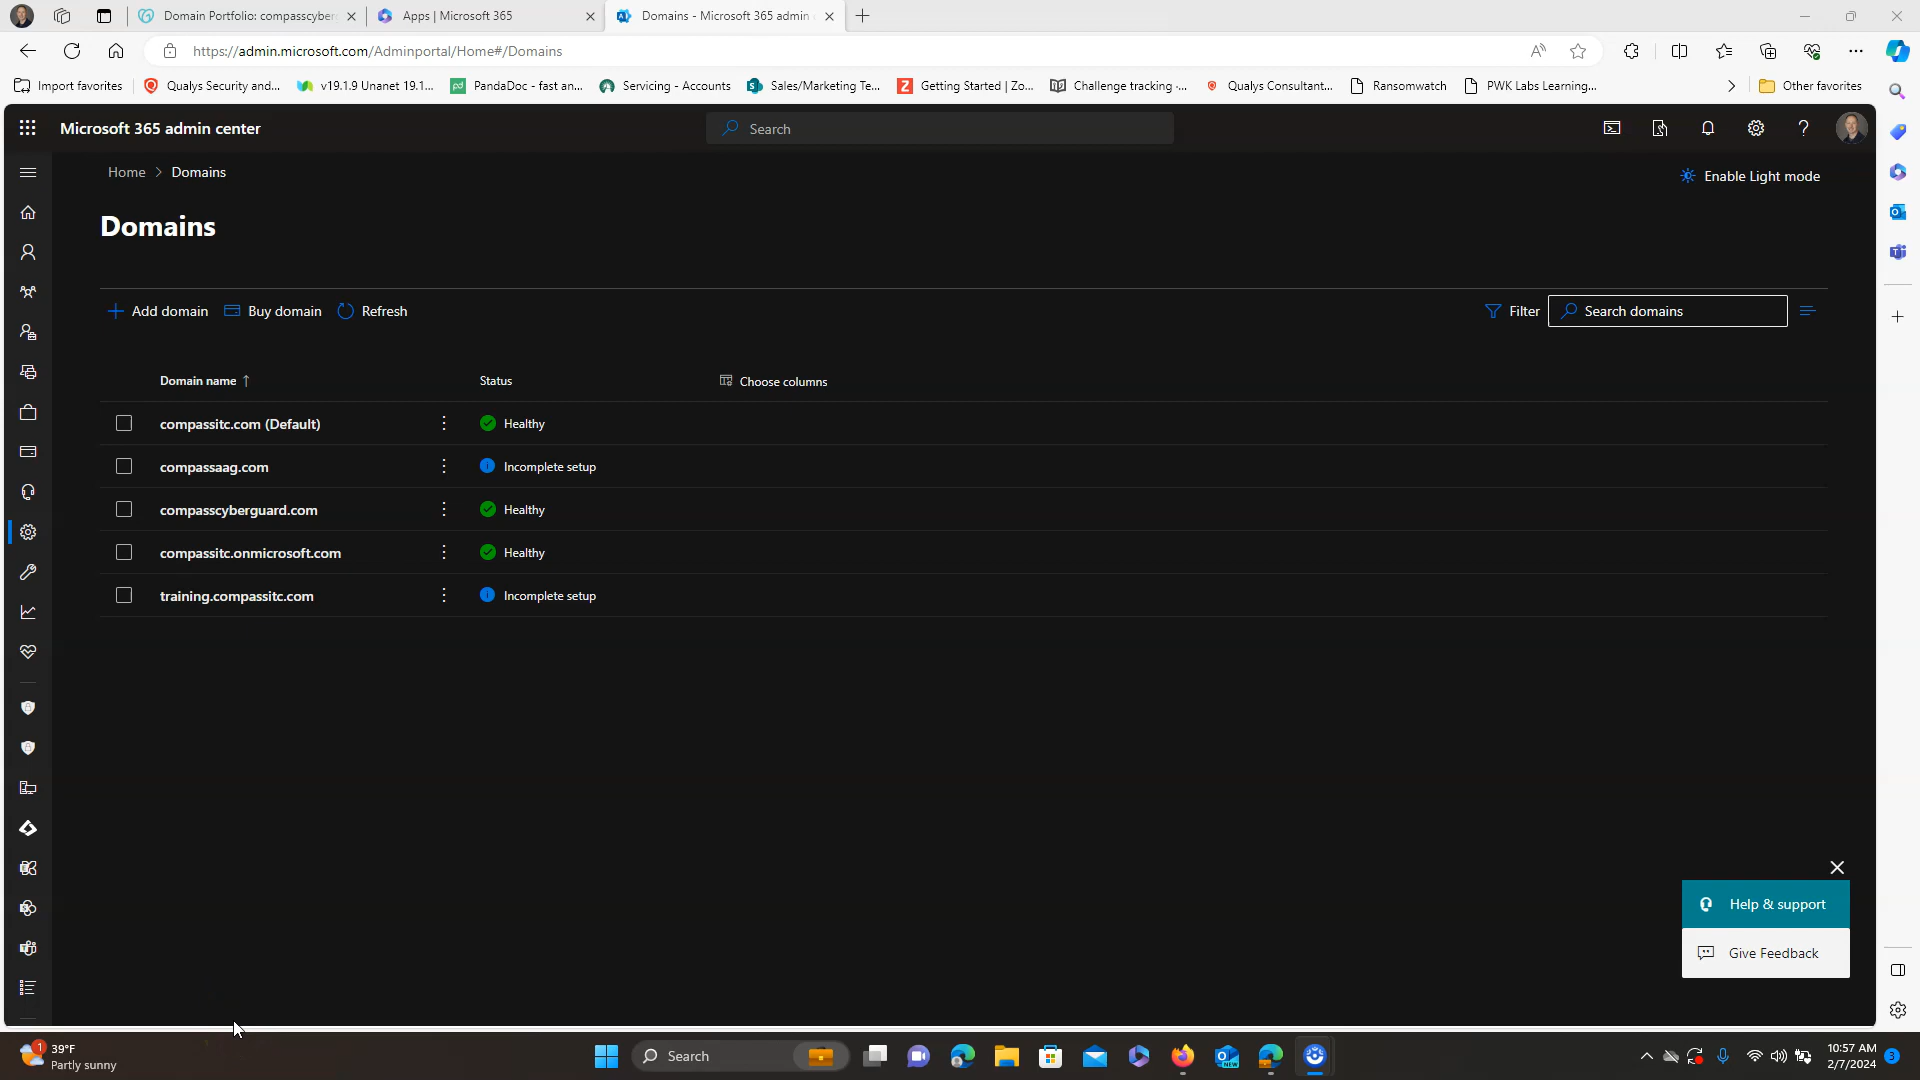 Domain Portfolio: compasscyber
Apps | Microsoft 365
Domains - Microsoft 365 admin
https://admin.microsoft.com/Adminportal/Home#/Domains
Import favorites
Qualys Security and...
v19.1.9 Unanet 19.1...
PandaDoc - fast an...
Servicing - Accounts
Sales/Marketing Te...
Getting Started | Zo...
Challenge tracking -...
Qualys Consultant...
Ransomwatch
PWK Labs Learning...
Other favorites
Microsoft 365 admin center
Search
Home > Domains
Enable Light mode
Domains
Add domain
Buy domain
Refresh
Filter
Search domains
Domain name ↑
Status
Choose columns
compassitc.com (Default)
Healthy
compassaag.com
Incomplete setup
compasscyberguard.com
Healthy
compassitc.onmicrosoft.com
Healthy
training.compassitc.com
Incomplete setup
Help & support
Give Feedback
1
39°F
Partly sunny
Search
NEW
10:57 AM
2/7/2024
3